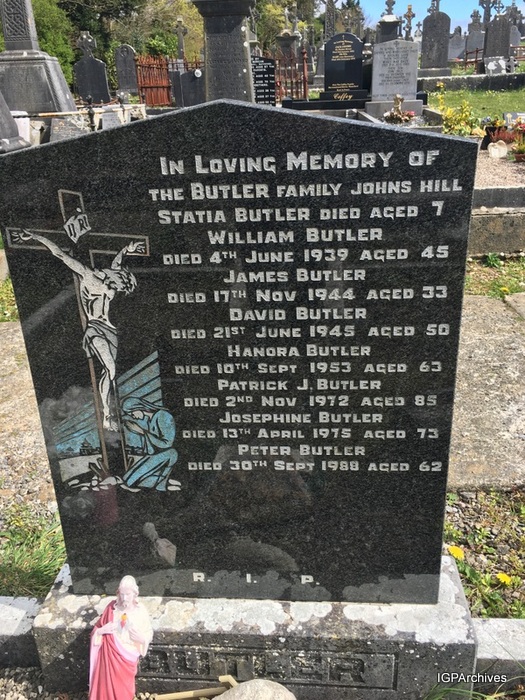 IN LOVING MEMORY OF
THE BUTLER FAMILY JOHNS HILL
STATIA BUTLER DIED AGED 7
WILLIAM BUTLER
DIED 4TH JUNE 1939 AGED 45
JAMES BUTLER
DIED 17TH NOV 1944 AGED 33
DAVID BUTLER
DIED 21ST JUNE 1945 AGED 50
HANORA BUTLER
DIED 10TH SEPT 1953 AGED 63
PATRICK J. BUTLER
DIED 2ND NOV 1972 AGED 85
JOSEPHINE BUTLER
DIED 13TH APRIL 1975 AGED 73
PETER BUTLER
DIED 30TH SEPT 1988 AGED 62
R. I. P.
BUTLER
IGPArchives